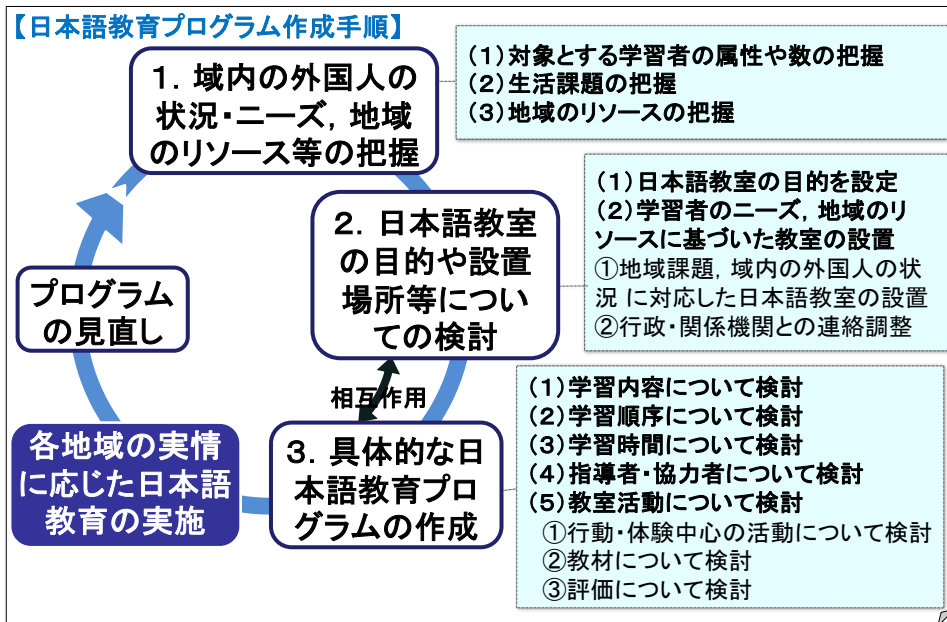 【日本語教育プログラム作成手順】
1．域内の外国人の
状況・ニーズ，地域
のリソース等の把握
(1)対象とする学習者の属性や数の把握
(2)生活課題の把握
(3)地域のリソースの把握
2．日本語教室
の目的や設置
場所等につい
ての検討
(1)日本語教室の目的を設定
(2)学習者のニーズ，地域のリ
ソースに基づいた教室の設置
①地域課題，域内の外国人の状
況 に対応した日本語教室の設置
②行政・関係機関との連絡調整
相互作用
3．具体的な日
本語教育プロ
グラムの作成
(1)学習内容について検討
(2)学習順序について検討
(3)学習時間について検討
(4)指導者・協力者について検討
(5)教室活動について検討
①行動・体験中心の活動について検討
②教材について検討
③評価について検討
各地域の実情
に応じた日本語
教育の実施
プログラム
の見直し